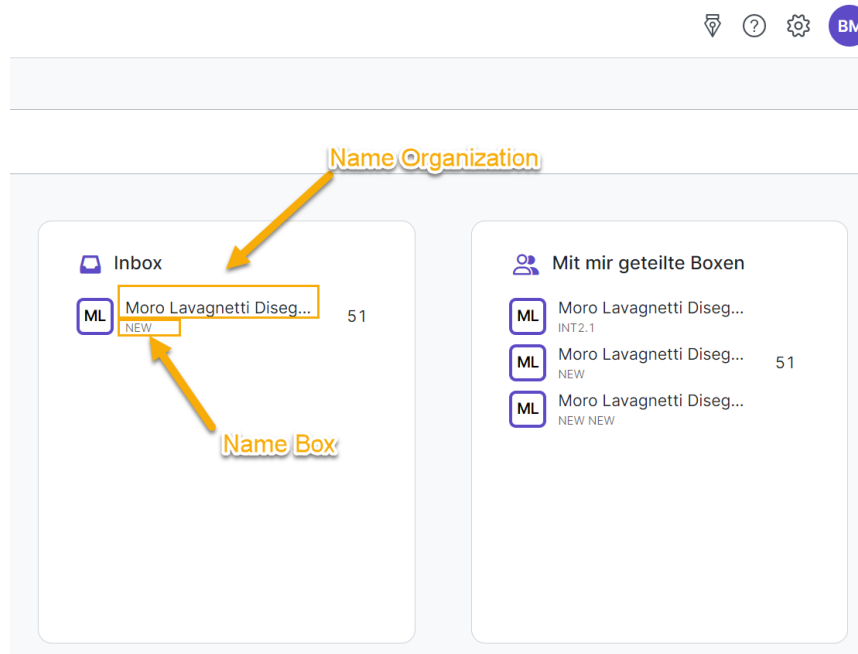 BM
Name Organization
Inbox
ML
Moro Lavagnetti Diseg...
NEW
51
Name Box
Mit mir geteilte Boxen
ML
Moro Lavagnetti Diseg...
INT2.1
ML
Moro Lavagnetti Diseg...
NEW
51
ML
Moro Lavagnetti Diseg...
NEW NEW